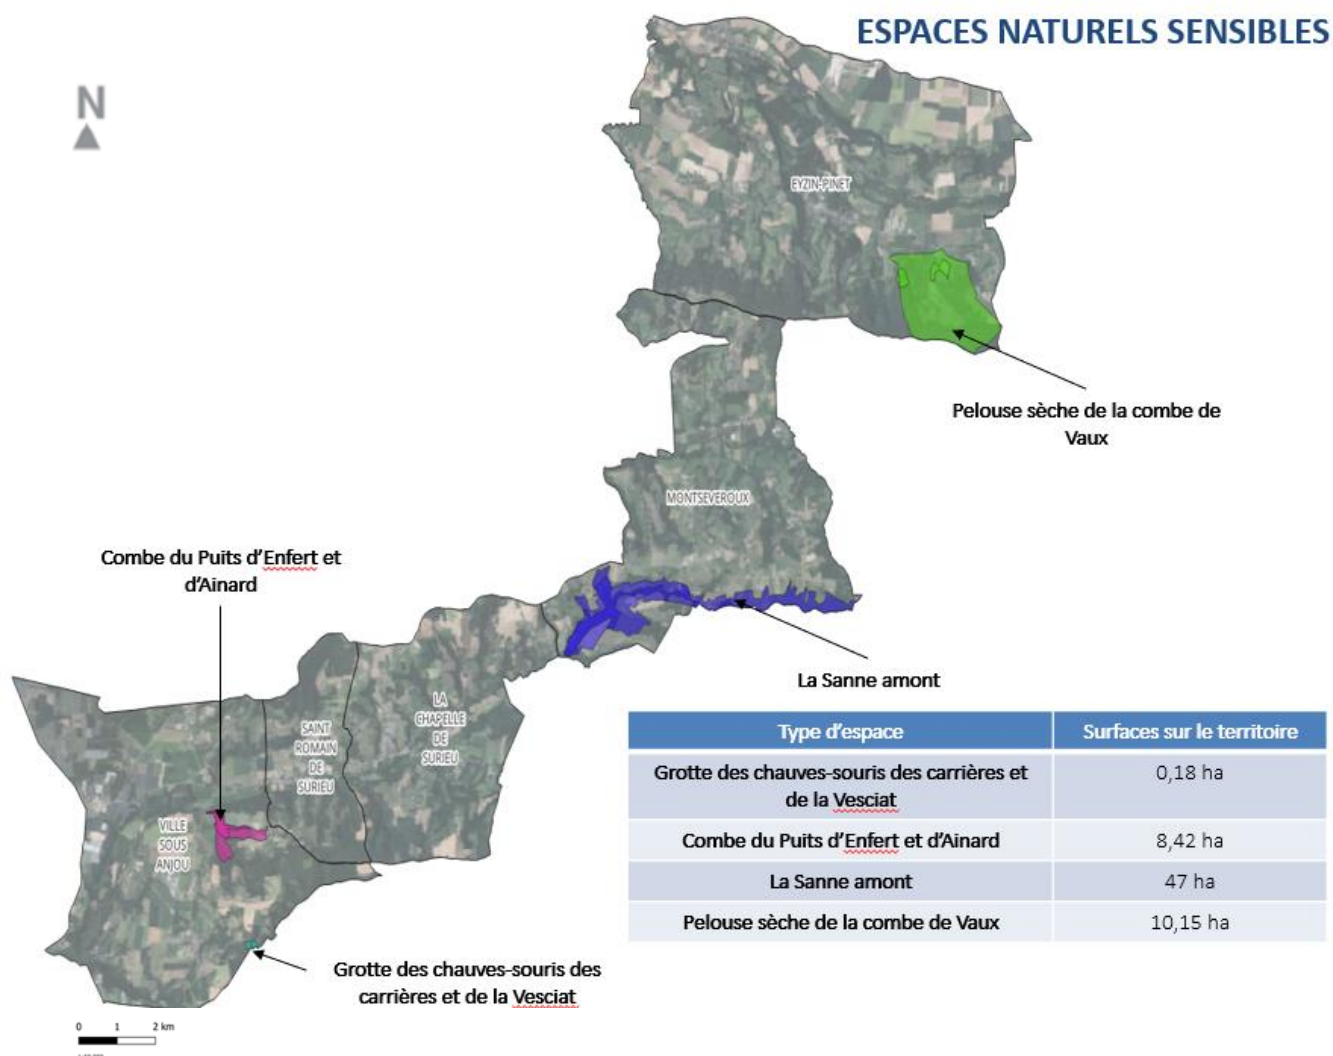 ESPACES NATURELS SENSIBLES
N
EYZIN-PINET
Pelouse sèche de la combe de
Vaux
MONTSEVEROUX
Combe du Puits d'Enfert et
d'Ainard
La Sanne amont
LA
CHAPELLE
DE
SURIEU
SAINT
ROMAIN
DE
SURIEU
VILLE
SOUS
ANJOU
Type d'espace Surfaces sur le territoire
Grotte des chauves-souris des carrières et
de la Vesciat 0,18 ha
Combe du Puits d'Enfert et d'Ainard 8,42 ha
La Sanne amont 47 ha
Pelouse sèche de la combe de Vaux 10,15 ha
Grotte des chauves-souris des
carrières et de la Vesciat
0 1 2 km